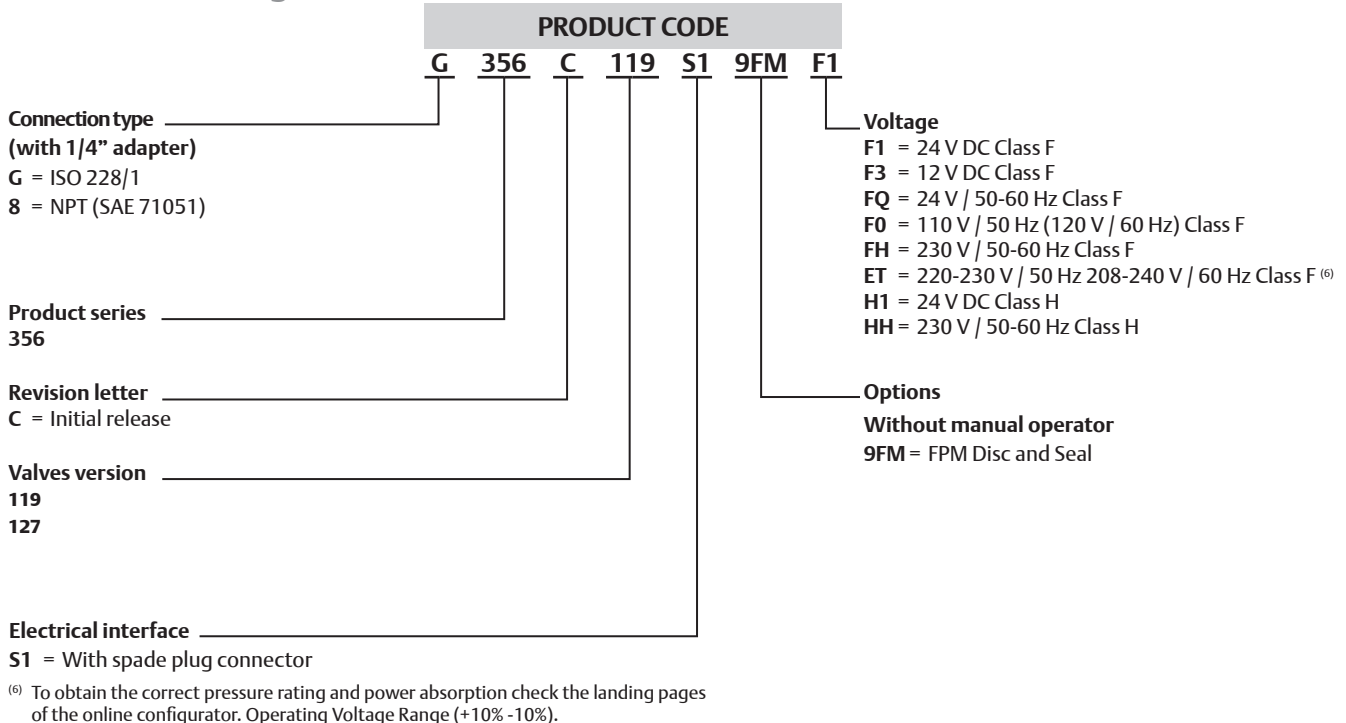 PRODUCT CODE
G 356 C 119 S1 9FM F1
Connection type
(with 1/4” adapter)
G = ISO 228/1
8 = NPT (SAE 71051)
Product series
356
Revision letter
C = Initial release
Valves version
119
127
Electrical interface
S1 = With spade plug connector
Voltage
F1 = 24 V DC Class F
F3 = 12 V DC Class F
FQ = 24 V / 50-60 Hz Class F
F0 = 110 V / 50 Hz (120 V / 60 Hz) Class F
FH = 230 V / 50-60 Hz Class F
ET = 220-230 V / 50 Hz 208-240 V / 60 Hz Class F (6)
H1 = 24 V DC Class H
HH = 230 V / 50-60 Hz Class H
Options
Without manual operator
9FM = FPM Disc and Seal
(6) To obtain the correct pressure rating and power absorption check the landing pages
of the online configurator. Operating Voltage Range (+10% -10%).